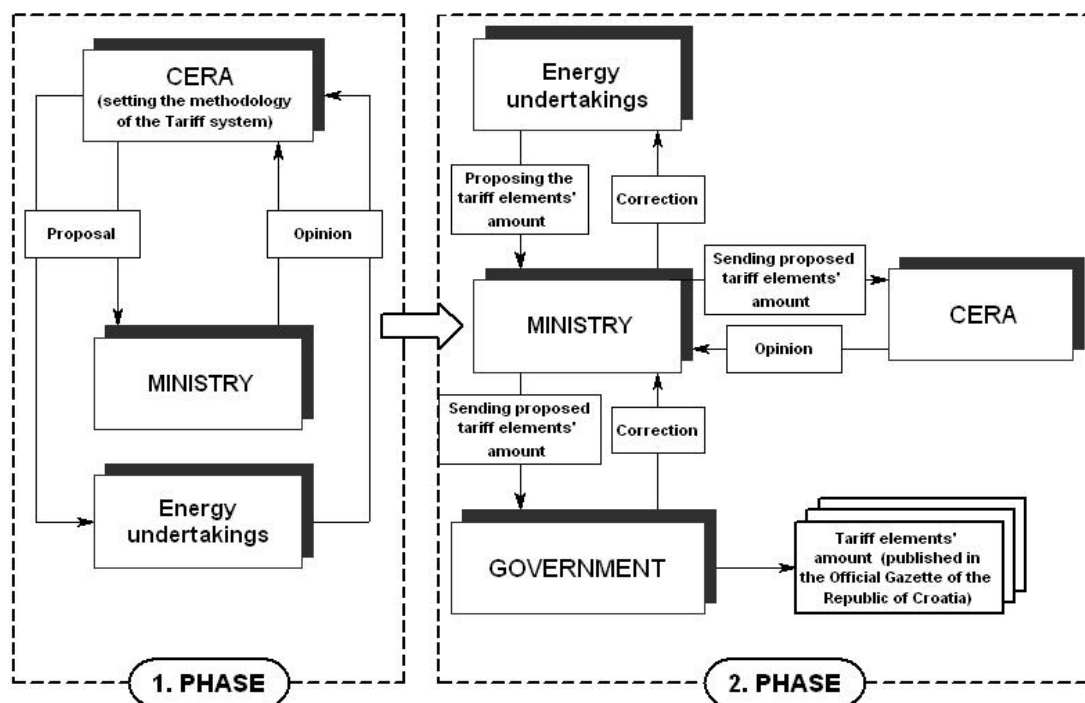 CERA
(setting the methodology
of the Tariff system)
Proposal
Opinion
MINISTRY
Energy
undertakings
1. PHASE
Energy
undertakings
Proposing the
tariff elements'
amount
Correction
MINISTRY
Sending proposed
tariff elements'
amount
CERA
Opinion
Sending proposed
tariff elements'
amount
Correction
GOVERNMENT
Tariff elements'
amount (published in
the Official Gazette of the
Republic of Croatia)
2. PHASE